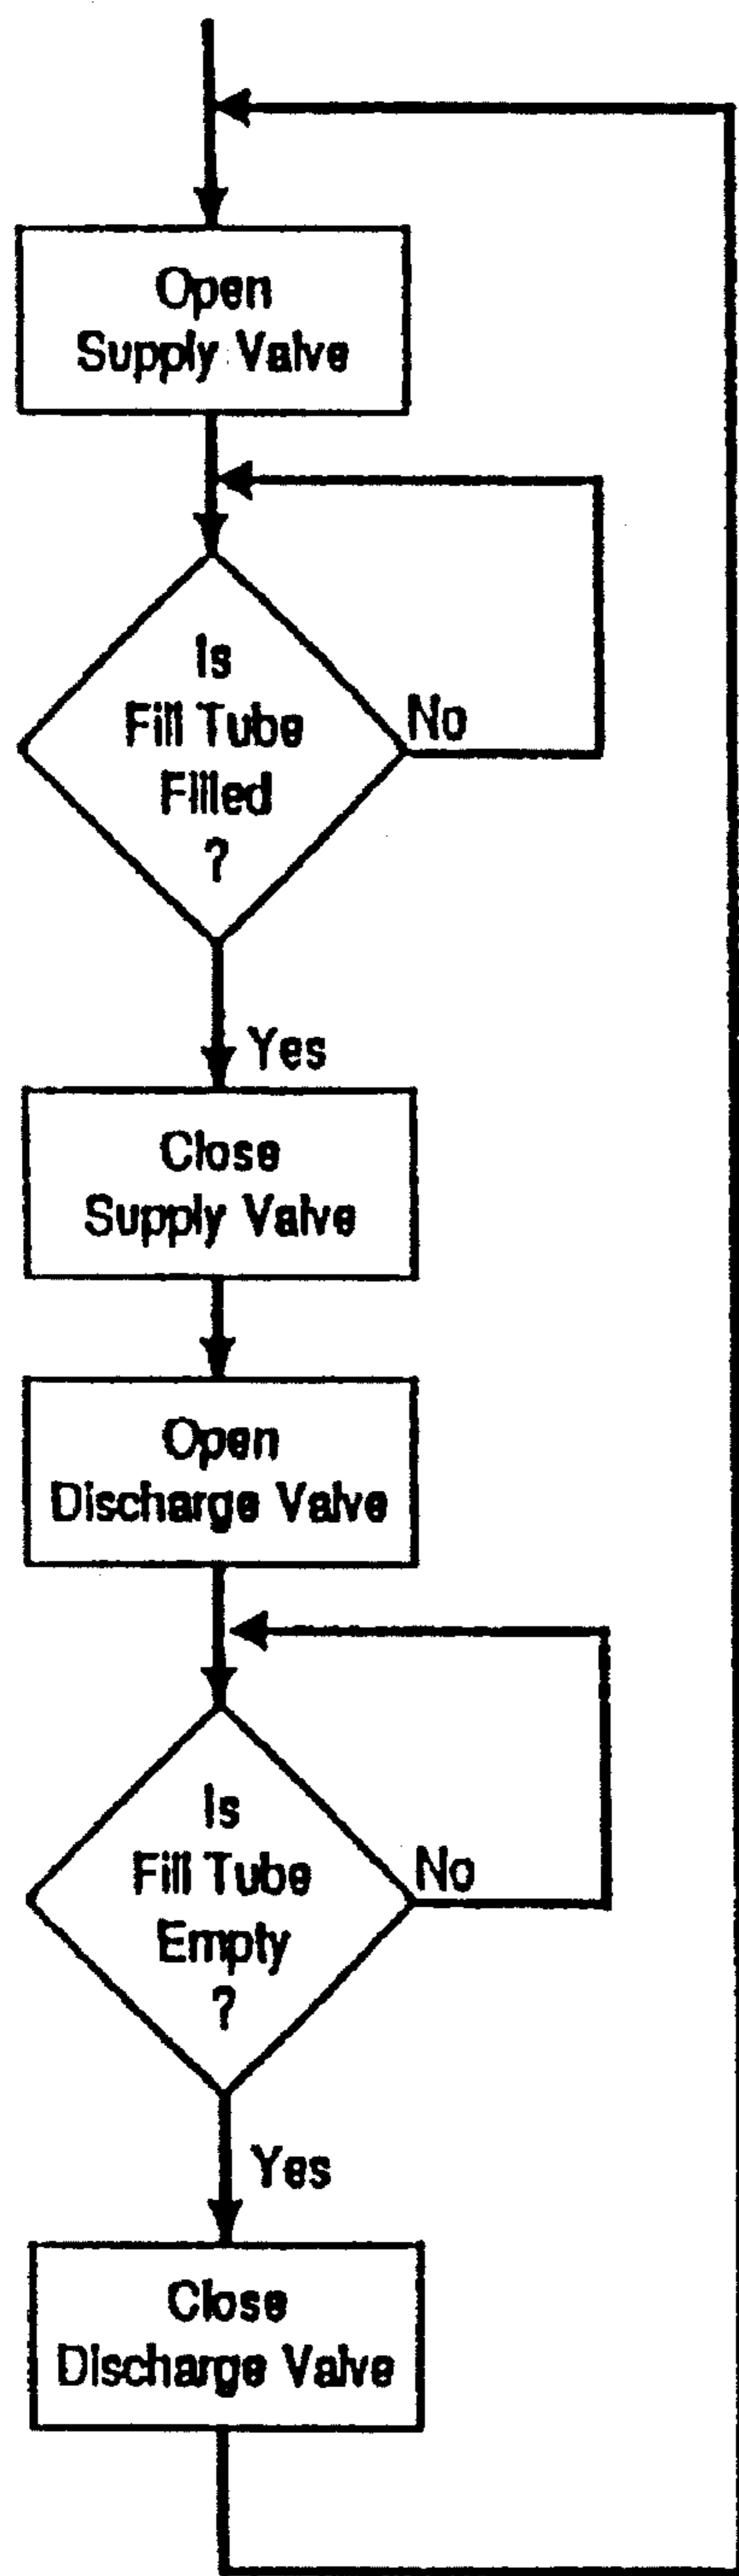 Open
Supply Valve
Is
Fill Tube
Filled
?
No
Yes
Close
Supply Valve
Open
Discharge Valve
Is
Fill Tube
Empty
?
No
Yes
Close
Discharge Valve